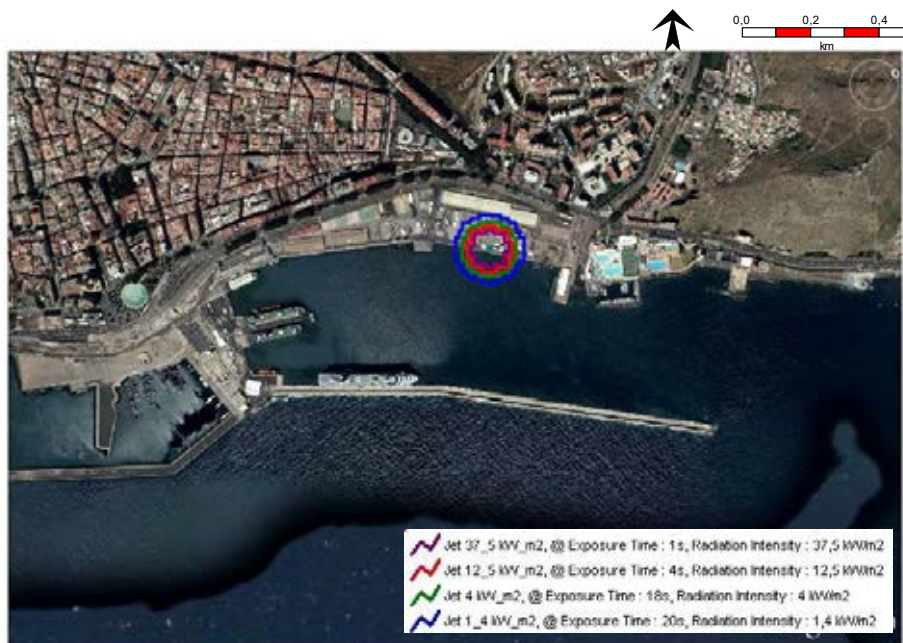 0,0 0,2 0,4
km
Jet 37_5 kW_m2, @ Exposure Time : 1s, Radiation Intensity : 37,5 kW/m2
Jet 12_5 kW_m2, @ Exposure Time : 4s, Radiation Intensity : 12,5 kW/m2
Jet 4 kW_m2, @ Exposure Time : 18s, Radiation Intensity : 4 kW/m2
Jet 1_4 kW_m2, @ Exposure Time : 20s, Radiation Intensity : 1,4 kW/m2